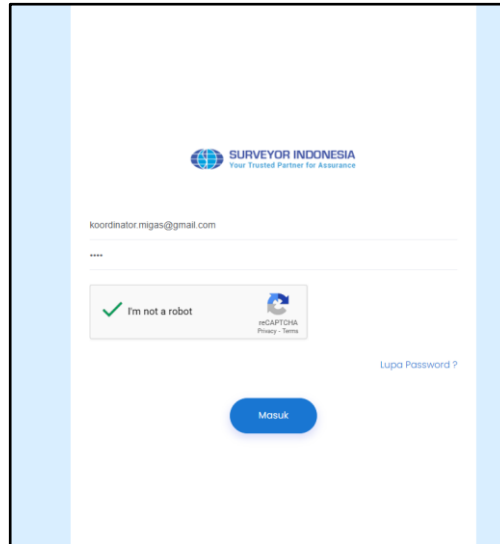 SURVEYOR INDONESIA
Your Trusted Partner for Assurance
koordinator.migas@gmail.com
••••
I'm not a robot
reCAPTCHA
Privacy - Terms
Lupa Password ?
Masuk